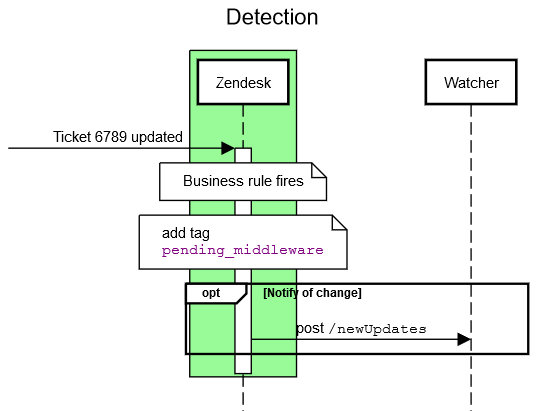 Detection
Zendesk
Watcher
Ticket 6789 updated
Business rule fires
add tag
pending_middleware
opt
[Notify of change]
post /newUpdates